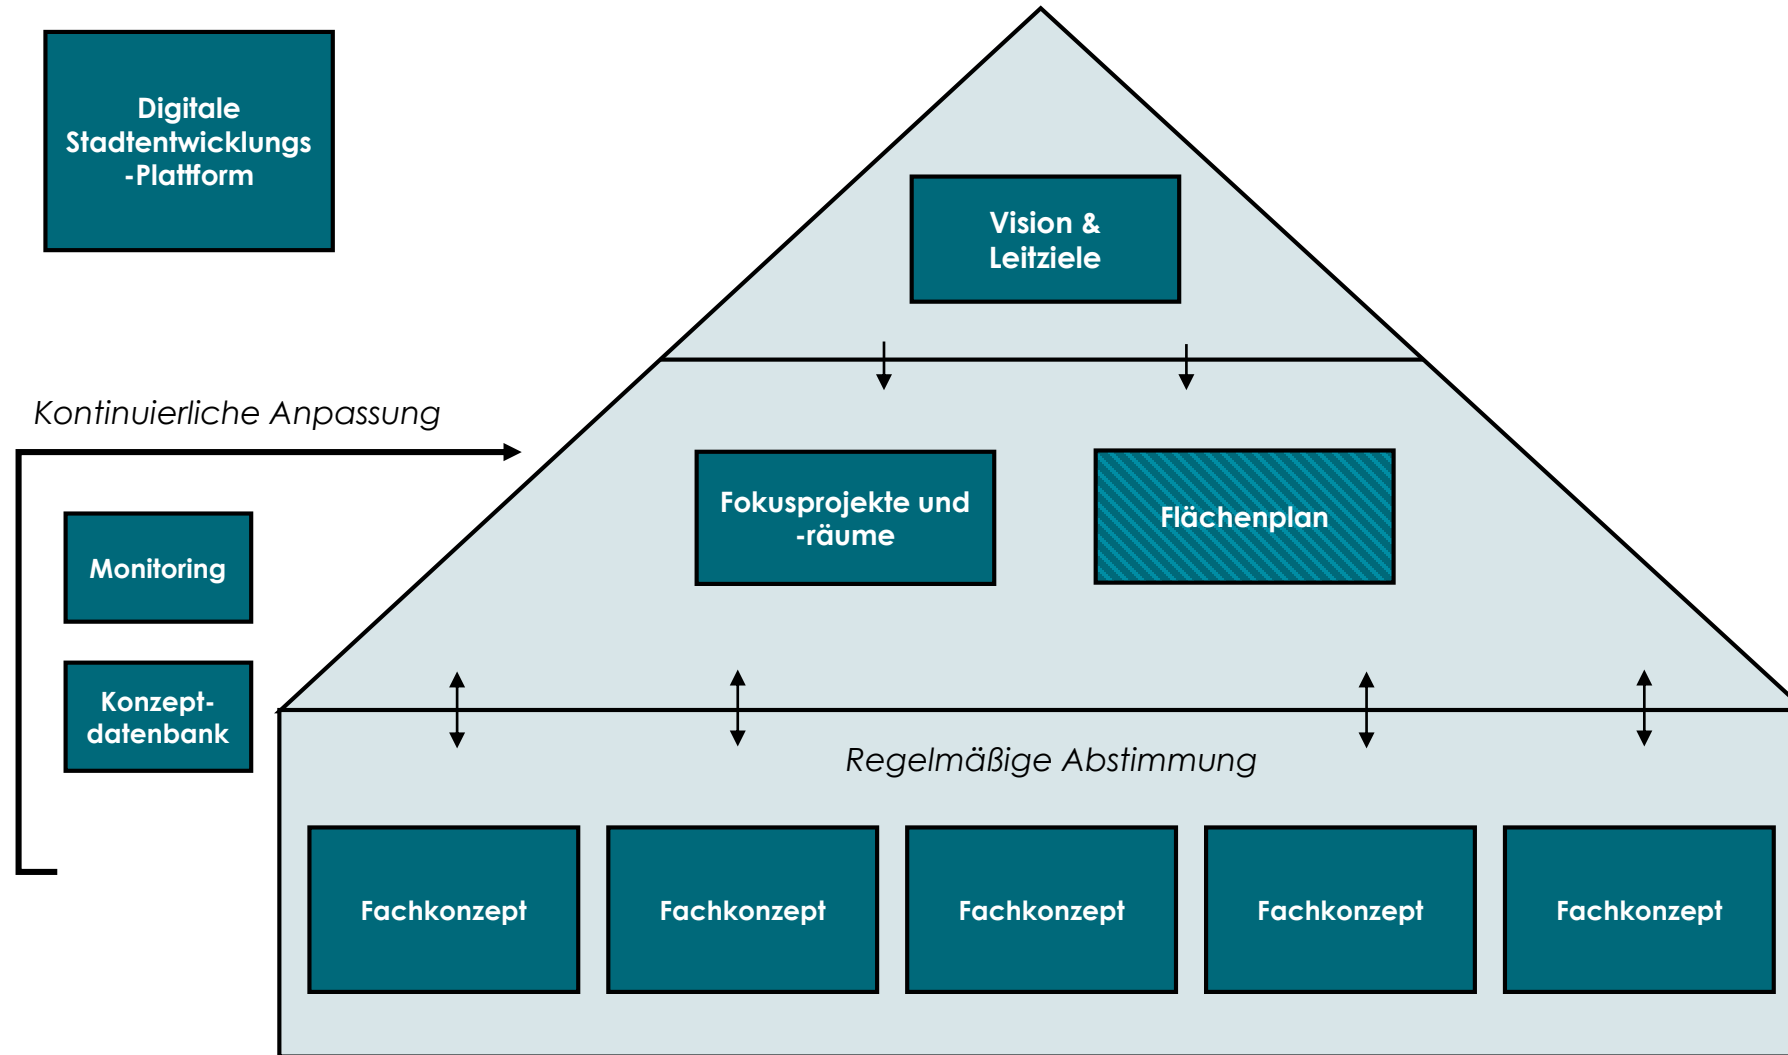 Digitale
Stadtentwicklungs
-Plattform
Vision &
Leitziele
Kontinuierliche Anpassung
Fokusprojekte und
-räume
Flächenplan
Monitoring
Konzept-
datenbank
Regelmäßige Abstimmung
Fachkonzept
Fachkonzept
Fachkonzept
Fachkonzept
Fachkonzept